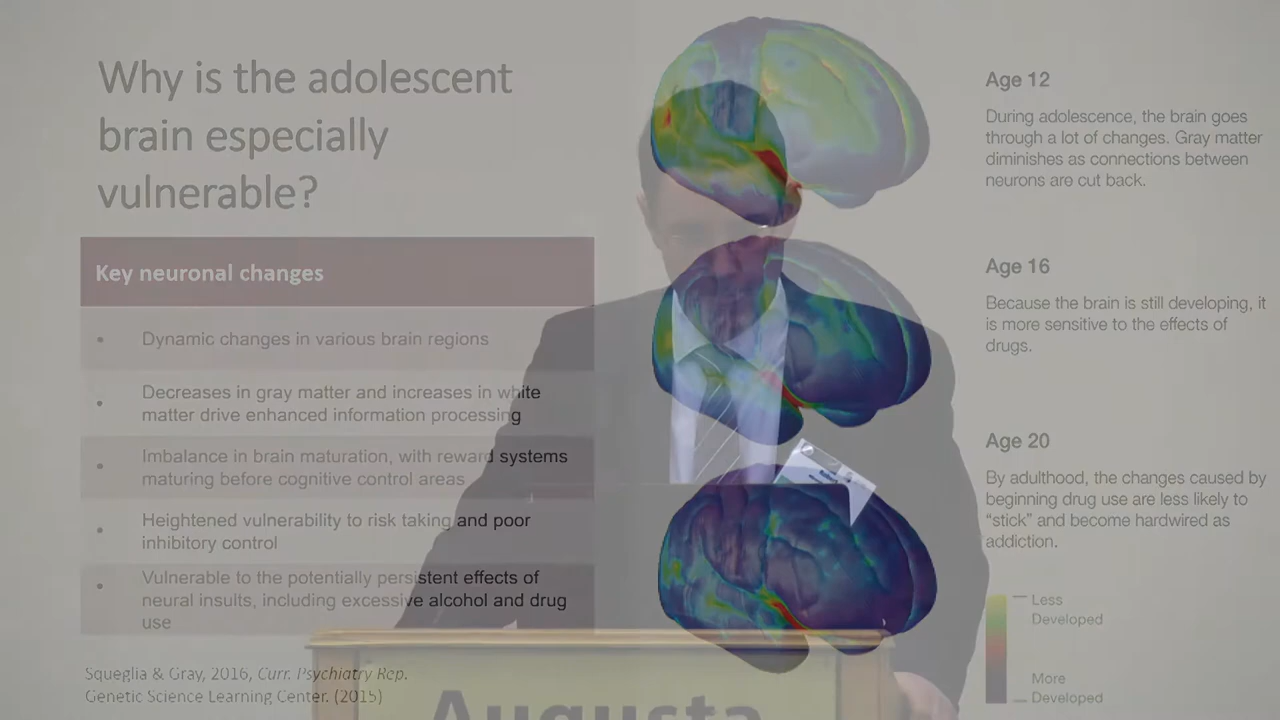 Why is the adolescent
brain especially
vulnerable?
Key neuronal changes
• Dynamic changes in various brain regions
• Decreases in gray matter and increases in white
matter drive enhanced information processing
• Imbalance in brain maturation, with reward systems
maturing before cognitive control areas
• Heightened vulnerability to risk taking and poor
inhibitory control
• Vulnerable to the potentially persistent effects of
neural insults, including excessive alcohol and drug
use
Squeglia & Gray, 2016, Curr. Psychiatry Rep.
Genetic Science Learning Center. (2015)
Age 12
During adolescence, the brain goes
through a lot of changes. Gray matter
diminishes as connections between
neurons are cut back.
Age 16
Because the brain is still developing, it
is more sensitive to the effects of
drugs.
Age 20
By adulthood, the changes caused by
beginning drug use are less likely to
“stick” and become hardwired as
addiction.
Less
Developed
More
Developed
Augusta